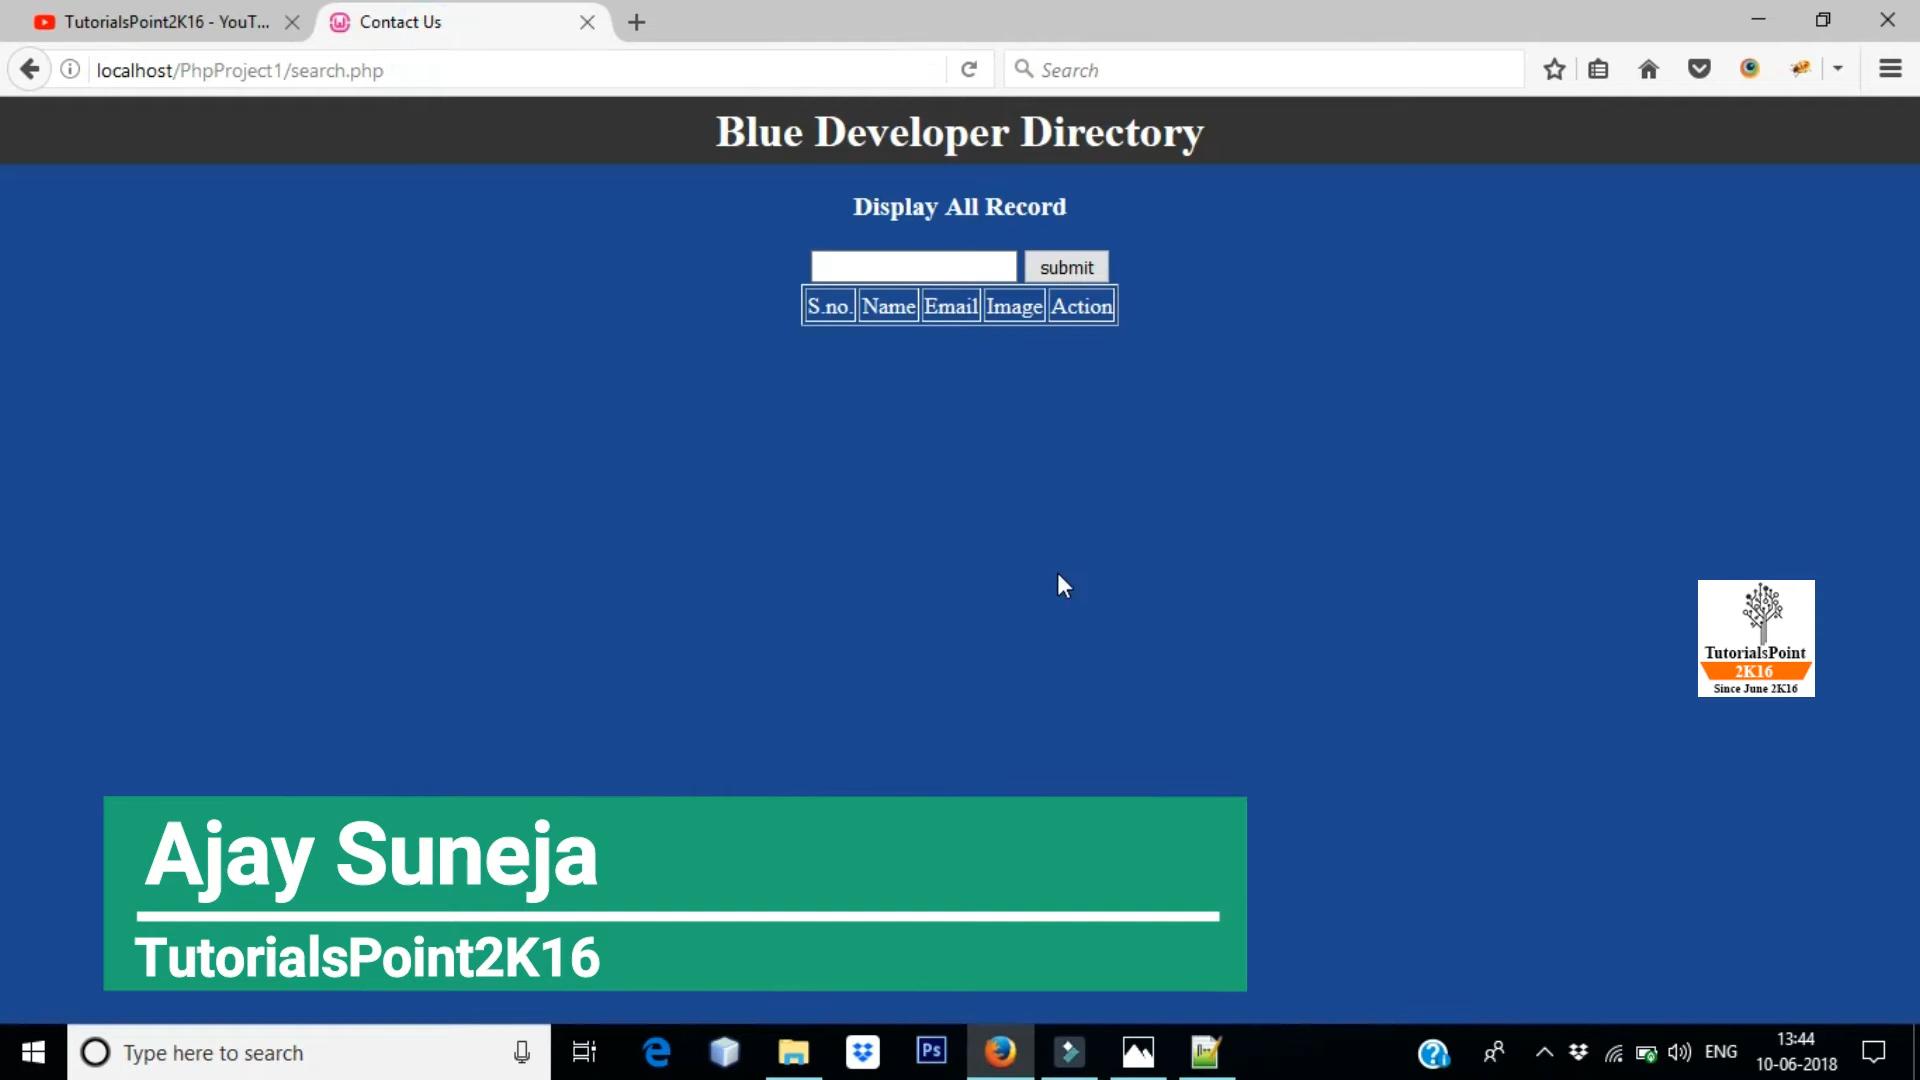 TutorialsPoint2K16 - YouT...
Contact Us
localhost/PhpProject1/search.php
Search
Blue Developer Directory
Display All Record
submit
S.no. Name Email Image Action
TutorialsPoint
2K16
Since June 2K16
Ajay Suneja
TutorialsPoint2K16
Type here to search
Ps
ENG
13:44
10-06-2018